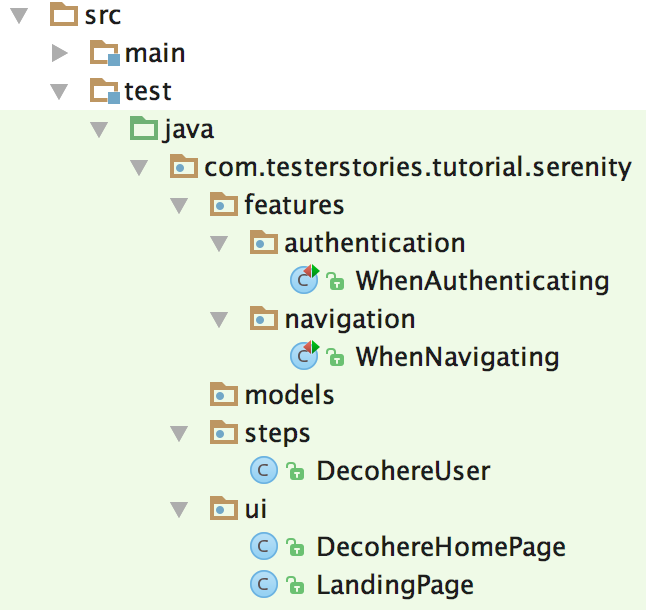 src
main
test
java
com.testerstories.tutorial.serenity
features
authentication
WhenAuthenticating
navigation
WhenNavigating
models
steps
DecohereUser
ui
DecohereHomePage
LandingPage